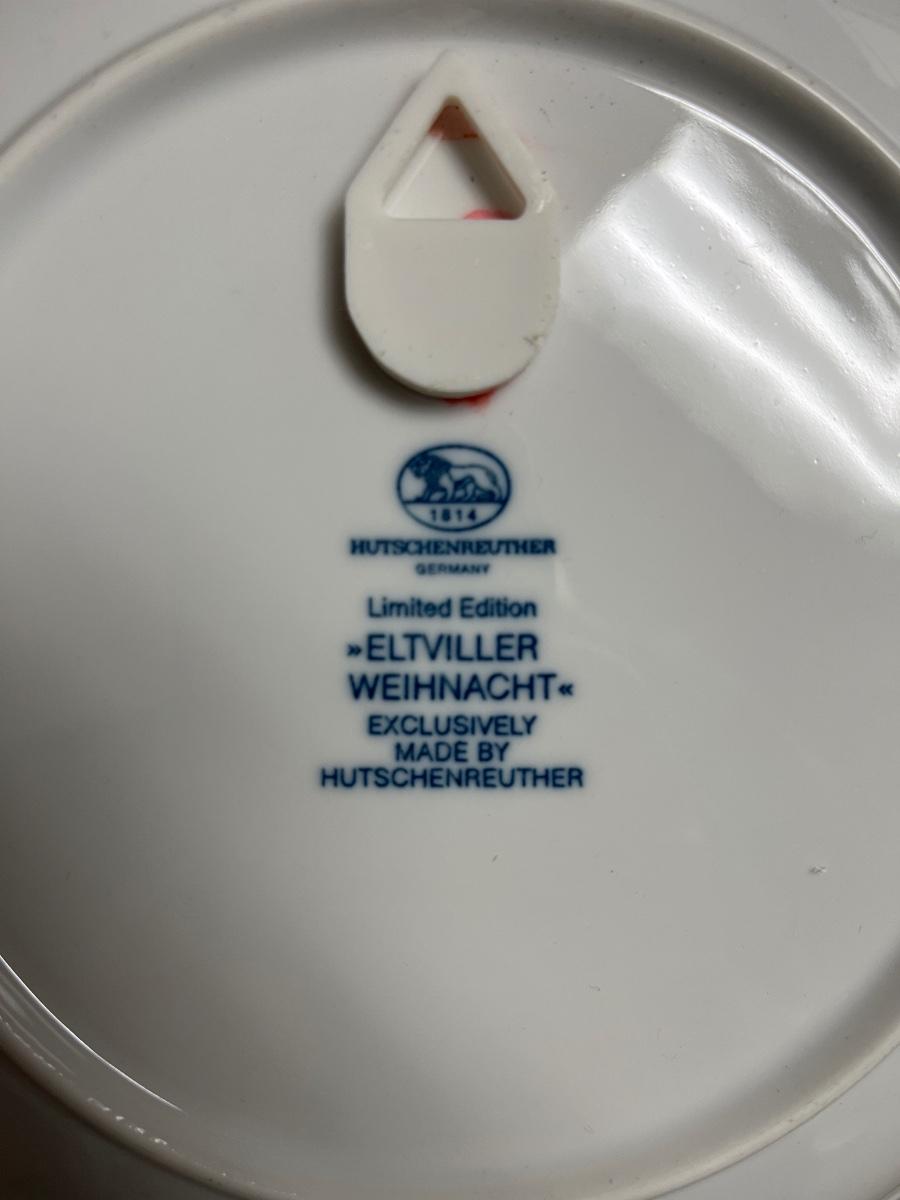 1814
HUTSCHENREUTHER
GERMANY
Limited Edition
»ELTVILLER
WEIHNACHT«
EXCLUSIVELY
MADE BY
HUTSCHENREUTHER